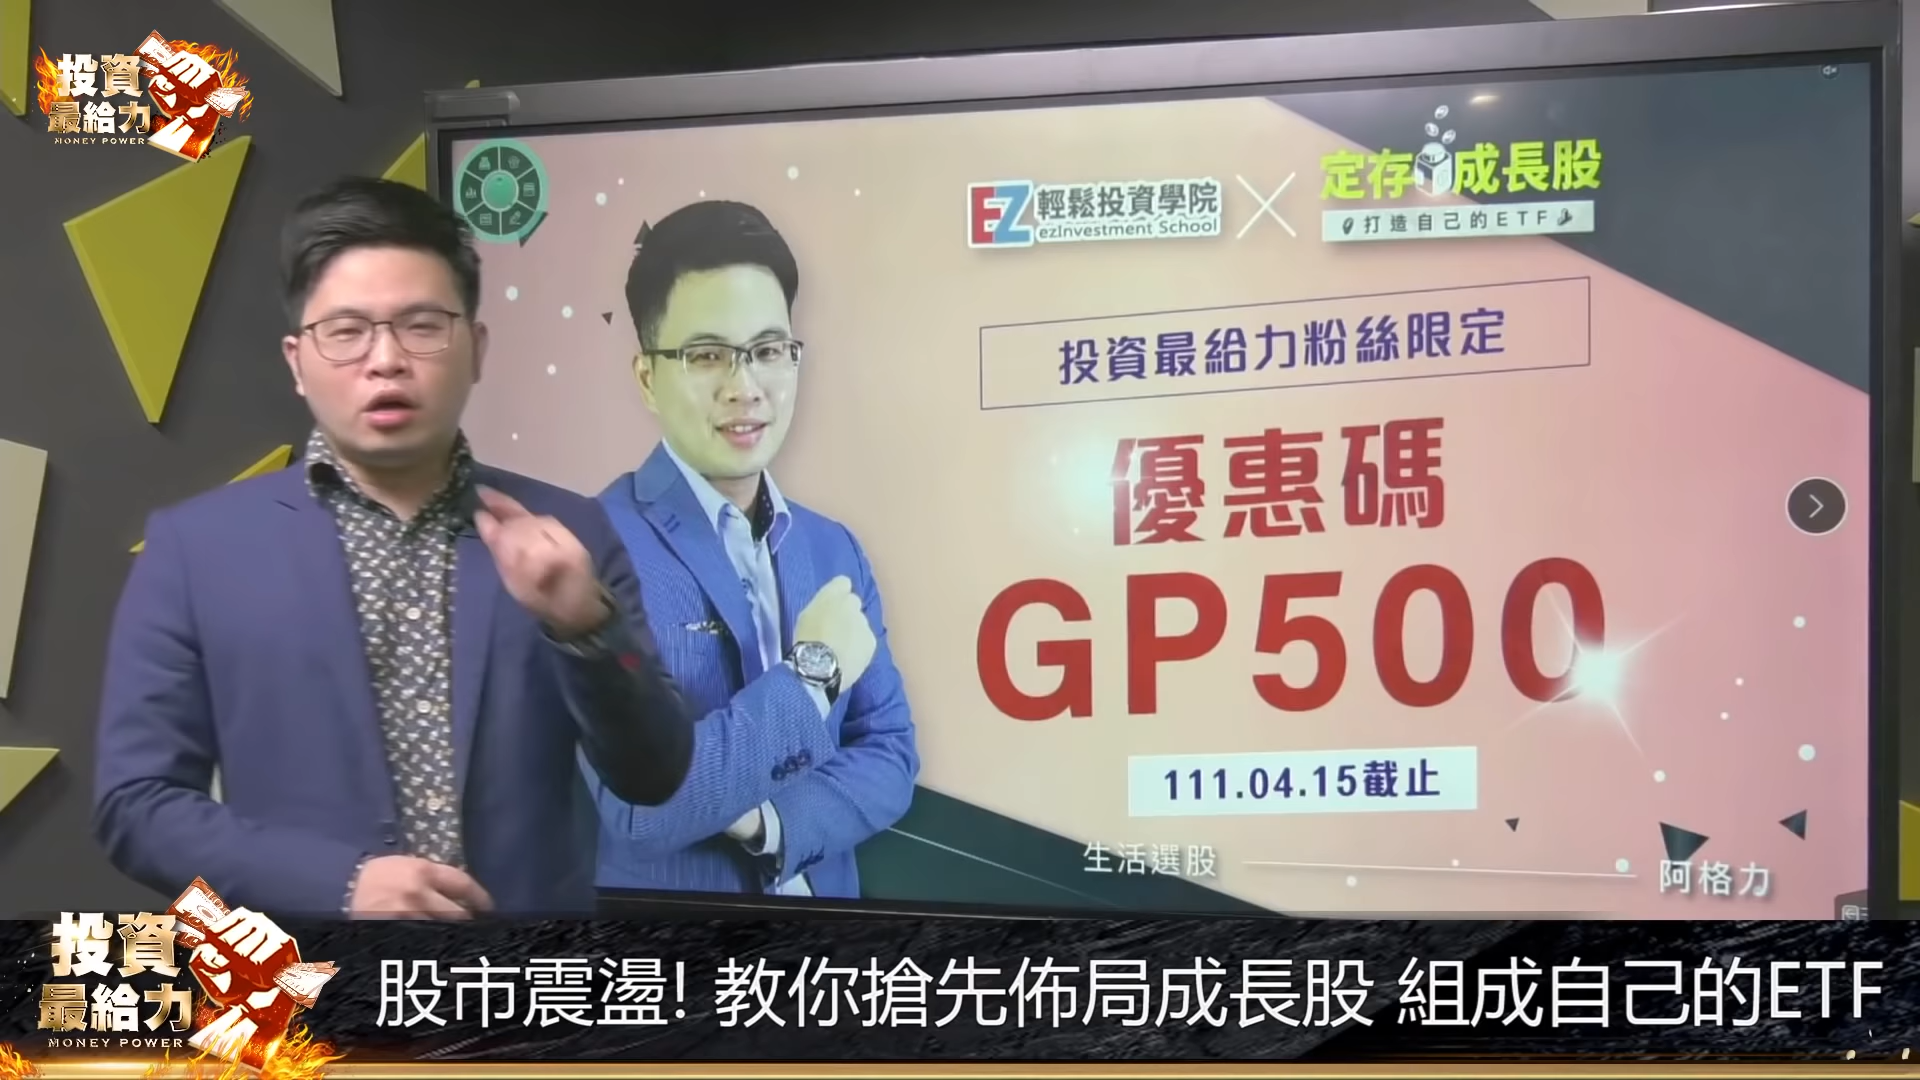 投資
最給力
MONEY POWER
EZ 輕鬆投資學院
ezInvestment School
定存成長股
打造自己的ETF
投資最給力粉絲限定
優惠碼
GP500
111.04.15截止
生活選股
阿格力
投資
最給力
MONEY POWER
股市震盪! 教你搶先佈局成長股 組成自己的ETF